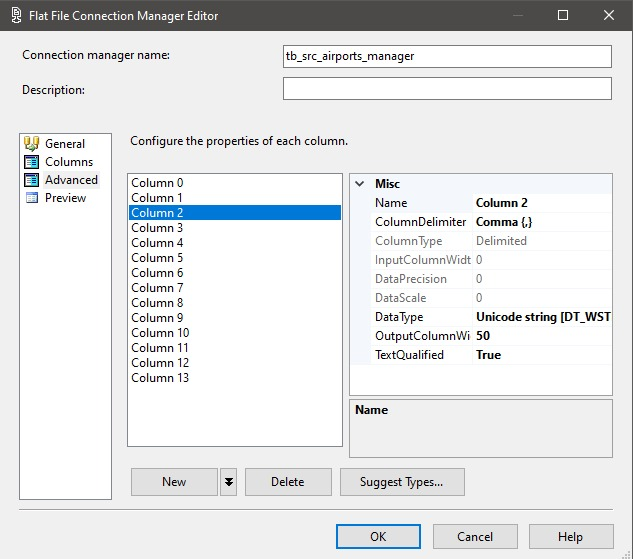 Flat File Connection Manager Editor
Connection manager name:
tb_src_airports_manager
Description:
General
Columns
Advanced
Preview
Configure the properties of each column.
Column 0
Column 1
Column 2
Column 3
Column 4
Column 5
Column 6
Column 7
Column 8
Column 9
Column 10
Column 11
Column 12
Column 13
Misc
Name Column 2
ColumnDelimiter Comma {,}
ColumnType Delimited
InputColumnWidt 0
DataPrecision 0
DataScale 0
DataType Unicode string [DT_WST
OutputColumnWi 50
TextQualified True
Name
New
Delete
Suggest Types...
OK
Cancel
Help